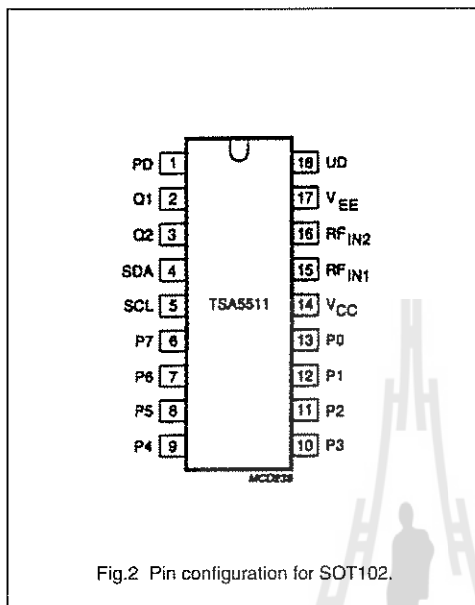 PD 1 18 UD
Q1 2 17 VEE
Q2 3 16 RFIN2
SDA 4 15 RFIN1
SCL 5 TSA5511 14 VCC
P7 6 13 P0
P6 7 12 P1
P5 8 11 P2
P4 9 10 P3
MCD238
Fig.2 Pin configuration for SOT102.